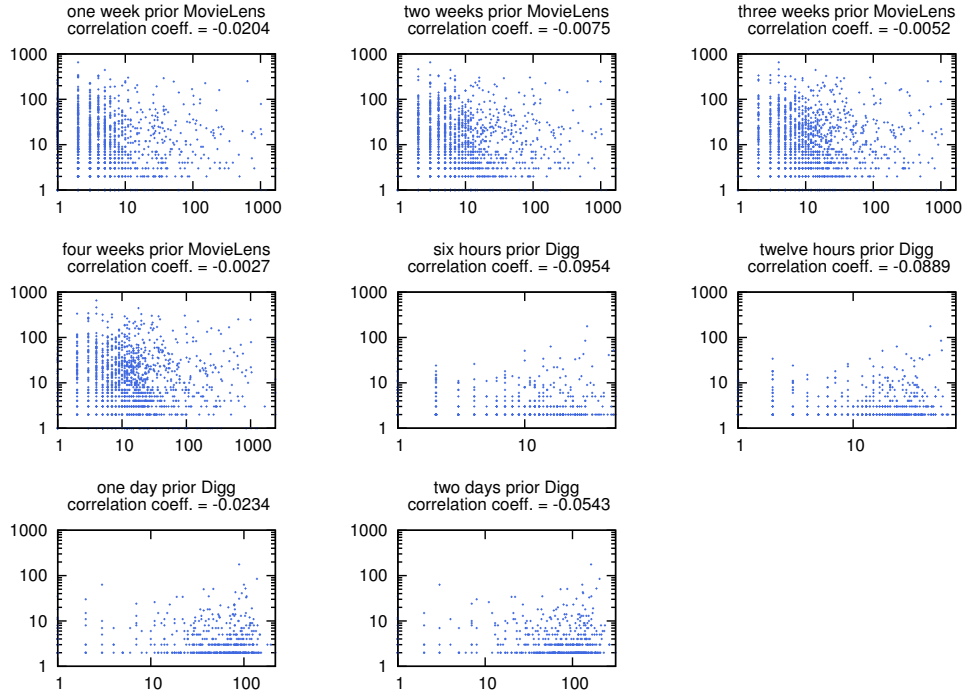 one week prior MovieLens
correlation coeff. = -0.0204
1000
100
10
1
1 10 100 1000
two weeks prior MovieLens
correlation coeff. = -0.0075
1000
100
10
1
1 10 100 1000
three weeks prior MovieLens
correlation coeff. = -0.0052
1000
100
10
1
1 10 100 1000
four weeks prior MovieLens
correlation coeff. = -0.0027
1000
100
10
1
1 10 100 1000
six hours prior Digg
correlation coeff. = -0.0954
1000
100
10
1
1 10
twelve hours prior Digg
correlation coeff. = -0.0889
1000
100
10
1
1 10
one day prior Digg
correlation coeff. = -0.0234
1000
100
10
1
1 10 100
two days prior Digg
correlation coeff. = -0.0543
1000
100
10
1
1 10 100